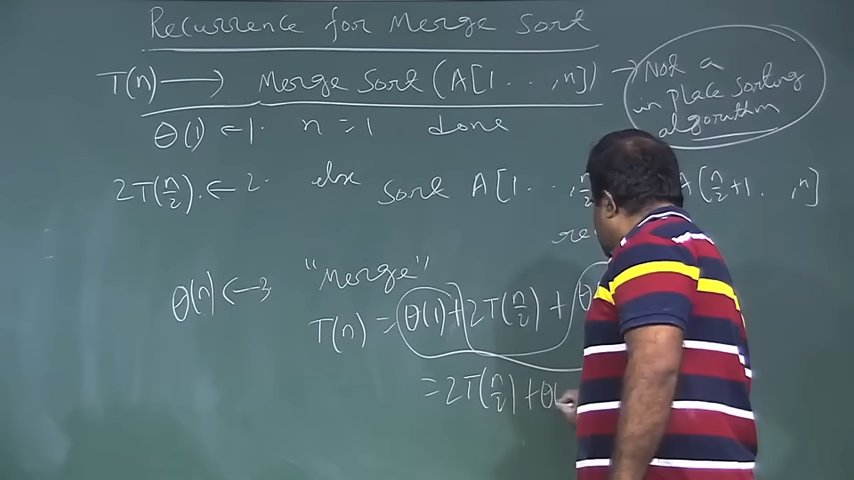 Recurrence for Merge Sort
T(n) → Merge Sort (A[1...,n]) → Not a
in place sorting
algorithm
θ(1) ← 1. n=1 done
2T(n/2). ← 2. else sort A[1...,n/2] A[n/2+1..,n]
θ(n) ← 3 "Merge"
T(n) = θ(1)+2T(n/2)+θ
=2T(n/2)+θ(